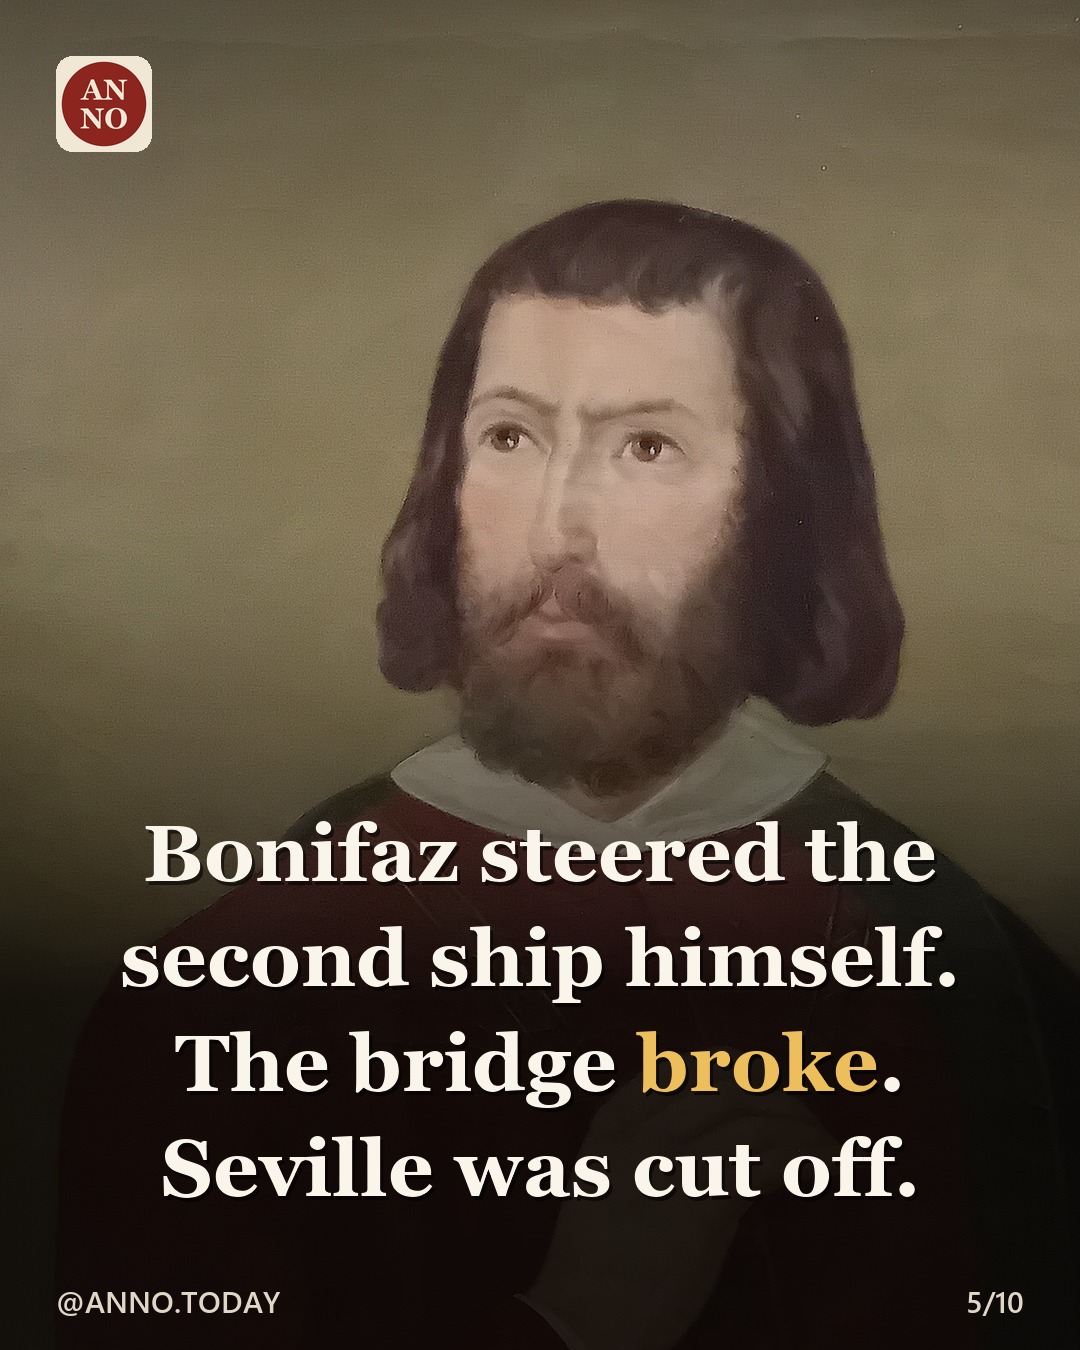 AN
NO
Bonifaz steered the
second ship himself.
The bridge broke.
Seville was cut off.
@ANNO.TODAY
5/10